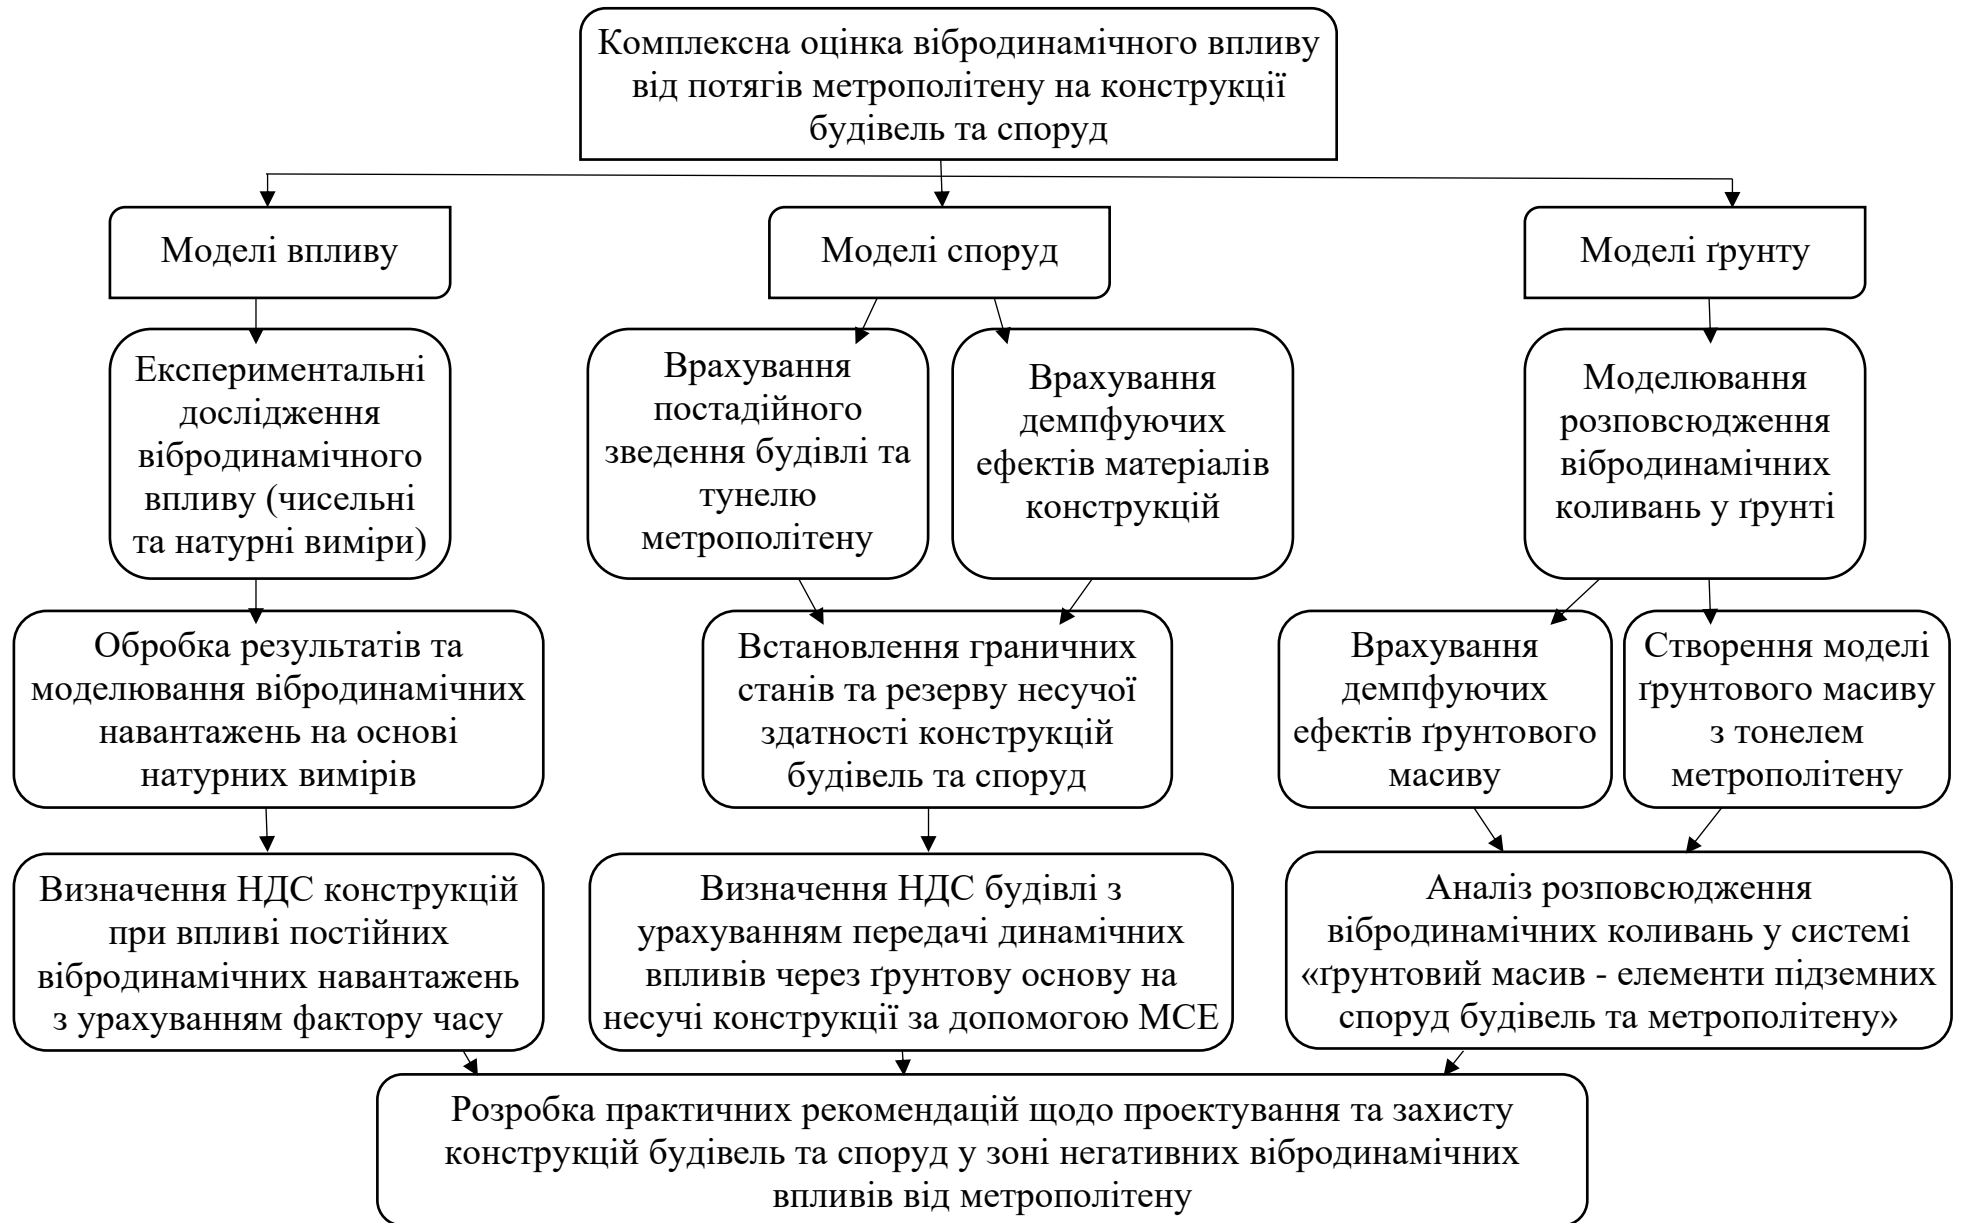 Комплексна оцінка вібродинамічного впливу
від потягів метрополітену на конструкції
будівель та споруд
Моделі впливу
Моделі споруд
Моделі ґрунту
Експериментальні
дослідження
вібродинамічного
впливу (чисельні
та натурні виміри)
Врахування
постадійного
зведення будівлі та
тунелю
метрополітену
Врахування
демпфуючих
ефектів матеріалів
конструкцій
Моделювання
розповсюдження
вібродинамічних
коливань у ґрунті
Обробка результатів та
моделювання вібродинамічних
навантажень на основі
натурних вимірів
Встановлення граничних
станів та резерву несучої
здатності конструкцій
будівель та споруд
Врахування
демпфуючих
ефектів ґрунтового
масиву
Створення моделі
ґрунтового масиву
з тонелем
метрополітену
Визначення НДС конструкцій
при впливі постійних
вібродинамічних навантажень
з урахуванням фактору часу
Визначення НДС будівлі з
урахуванням передачі динамічних
впливів через ґрунтову основу на
несучі конструкції за допомогою МСЕ
Аналіз розповсюдження
вібродинамічних коливань у системі
«ґрунтовий масив - елементи підземних
споруд будівель та метрополітену»
Розробка практичних рекомендацій щодо проектування та захисту
конструкцій будівель та споруд у зоні негативних вібродинамічних
впливів від метрополітену